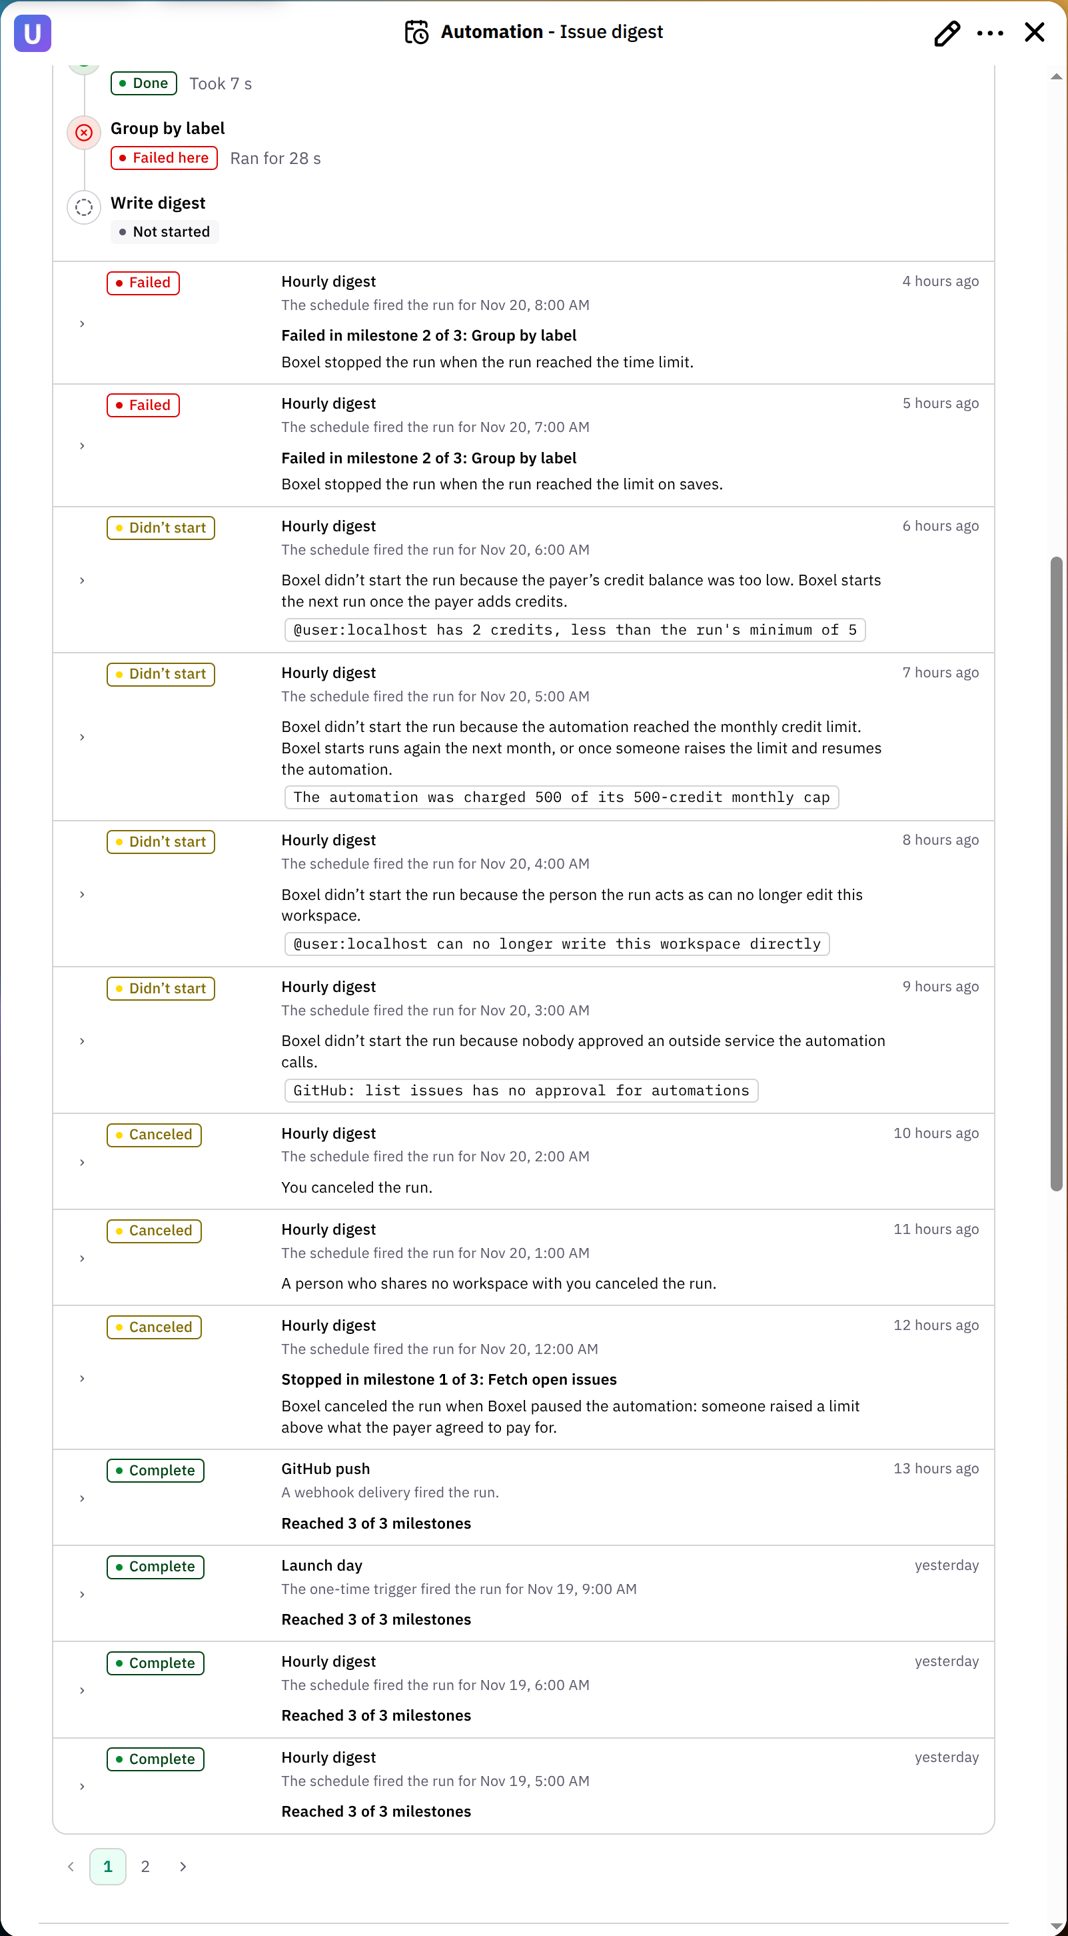 U
Automation - Issue digest
Done Took 7 s
Group by label
Failed here Ran for 28 s
Write digest
Not started
Failed
Hourly digest
4 hours ago
The schedule fired the run for Nov 20, 8:00 AM
Failed in milestone 2 of 3: Group by label
Boxel stopped the run when the run reached the time limit.
Failed
Hourly digest
5 hours ago
The schedule fired the run for Nov 20, 7:00 AM
Failed in milestone 2 of 3: Group by label
Boxel stopped the run when the run reached the limit on saves.
Didn’t start
Hourly digest
6 hours ago
The schedule fired the run for Nov 20, 6:00 AM
Boxel didn’t start the run because the payer’s credit balance was too low. Boxel starts
the next run once the payer adds credits.
@user:localhost has 2 credits, less than the run's minimum of 5
Didn’t start
Hourly digest
7 hours ago
The schedule fired the run for Nov 20, 5:00 AM
Boxel didn’t start the run because the automation reached the monthly credit limit.
Boxel starts runs again the next month, or once someone raises the limit and resumes
the automation.
The automation was charged 500 of its 500-credit monthly cap
Didn’t start
Hourly digest
8 hours ago
The schedule fired the run for Nov 20, 4:00 AM
Boxel didn’t start the run because the person the run acts as can no longer edit this
workspace.
@user:localhost can no longer write this workspace directly
Didn’t start
Hourly digest
9 hours ago
The schedule fired the run for Nov 20, 3:00 AM
Boxel didn’t start the run because nobody approved an outside service the automation
calls.
GitHub: list issues has no approval for automations
Canceled
Hourly digest
10 hours ago
The schedule fired the run for Nov 20, 2:00 AM
You canceled the run.
Canceled
Hourly digest
11 hours ago
The schedule fired the run for Nov 20, 1:00 AM
A person who shares no workspace with you canceled the run.
Canceled
Hourly digest
12 hours ago
The schedule fired the run for Nov 20, 12:00 AM
Stopped in milestone 1 of 3: Fetch open issues
Boxel canceled the run when Boxel paused the automation: someone raised a limit
above what the payer agreed to pay for.
Complete
GitHub push
13 hours ago
A webhook delivery fired the run.
Reached 3 of 3 milestones
Complete
Launch day
yesterday
The one-time trigger fired the run for Nov 19, 9:00 AM
Reached 3 of 3 milestones
Complete
Hourly digest
yesterday
The schedule fired the run for Nov 19, 6:00 AM
Reached 3 of 3 milestones
Complete
Hourly digest
yesterday
The schedule fired the run for Nov 19, 5:00 AM
Reached 3 of 3 milestones
1 2